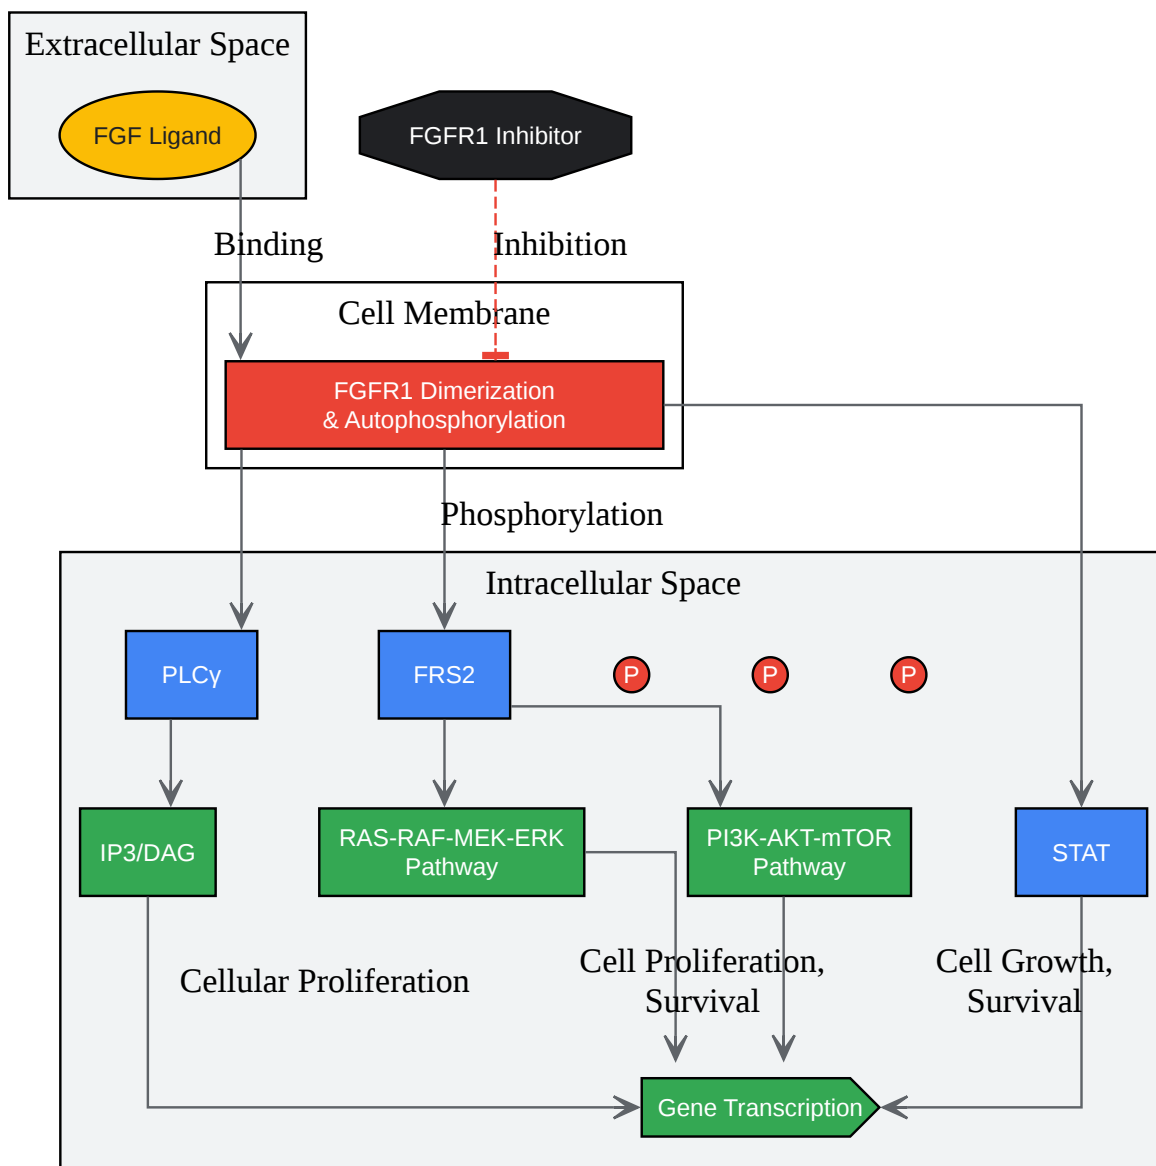 Extracellular Space
FGF Ligand
FGFR1 Inhibitor
Binding
Inhibition
Cell Membrane
FGFR1 Dimerization
& Autophosphorylation
Phosphorylation
Intracellular Space
PLCγ
FRS2
P
P
P
IP3/DAG
RAS-RAF-MEK-ERK
Pathway
PI3K-AKT-mTOR
Pathway
STAT
Cellular Proliferation
Cell Proliferation,
Survival
Cell Growth,
Survival
Gene Transcription